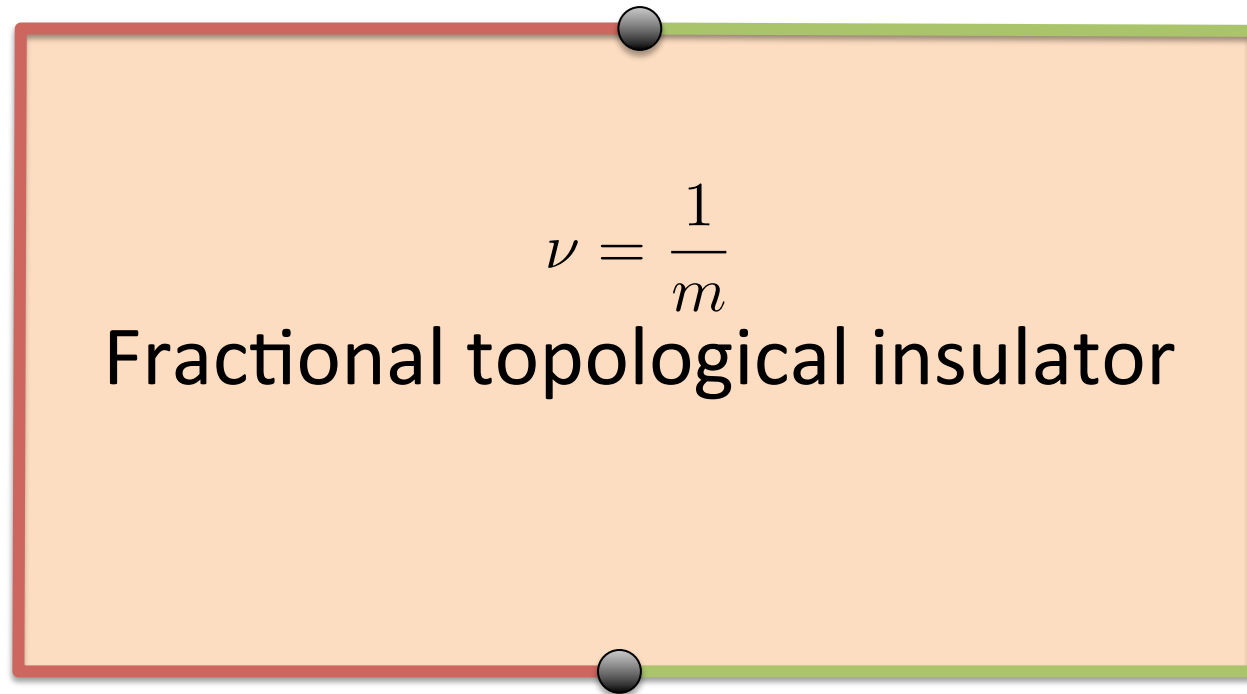 ν = 1/m
Fractional topological insulator